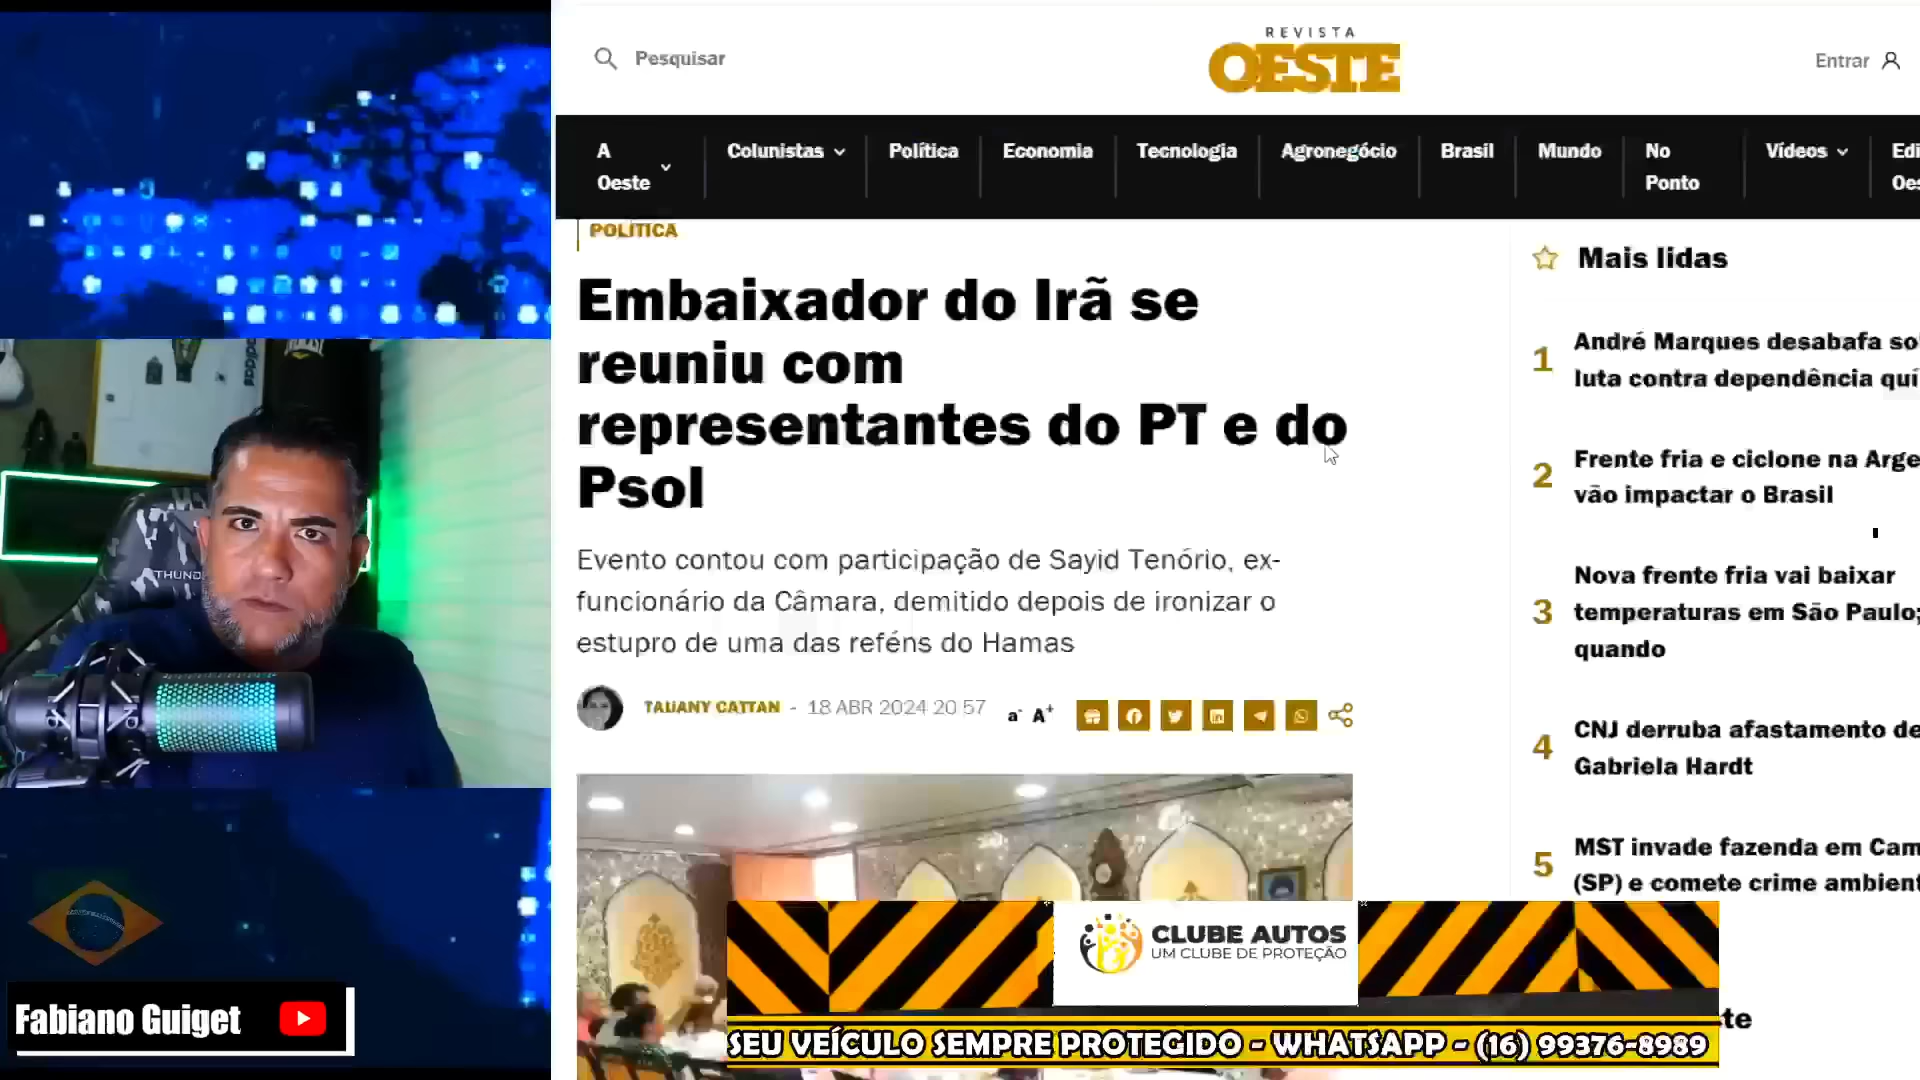 Pesquisar
REVISTA
OESTE
Entrar
A
Oeste
Colunistas
Política
Economia
Tecnologia
Agronegócio
Brasil
Mundo
No
Ponto
Vídeos
POLÍTICA
Embaixador do Irã se
reuniu com
representantes do PT e do
Psol
Evento contou com participação de Sayid Tenório, ex-
funcionário da Câmara, demitido depois de ironizar o
estupro de uma das reféns do Hamas
TAUANY CATTAN - 18 ABR 2024 20 57
a- A+
Mais lidas
1
André Marques desabafa
luta contra dependência
2
Frente fria e ciclone na
vão impactar o Brasil
3
Nova frente fria vai baixar
temperaturas em São Paulo;
quando
4
CNJ derruba afastamento de
Gabriela Hardt
5
MST invade fazenda em
(SP) e comete crime
CLUBE AUTOS
UM CLUBE DE PROTEÇÃO
SEU VEÍCULO SEMPRE PROTEGIDO - WHATSAPP - (16) 99376-8989
Fabiano Guiget